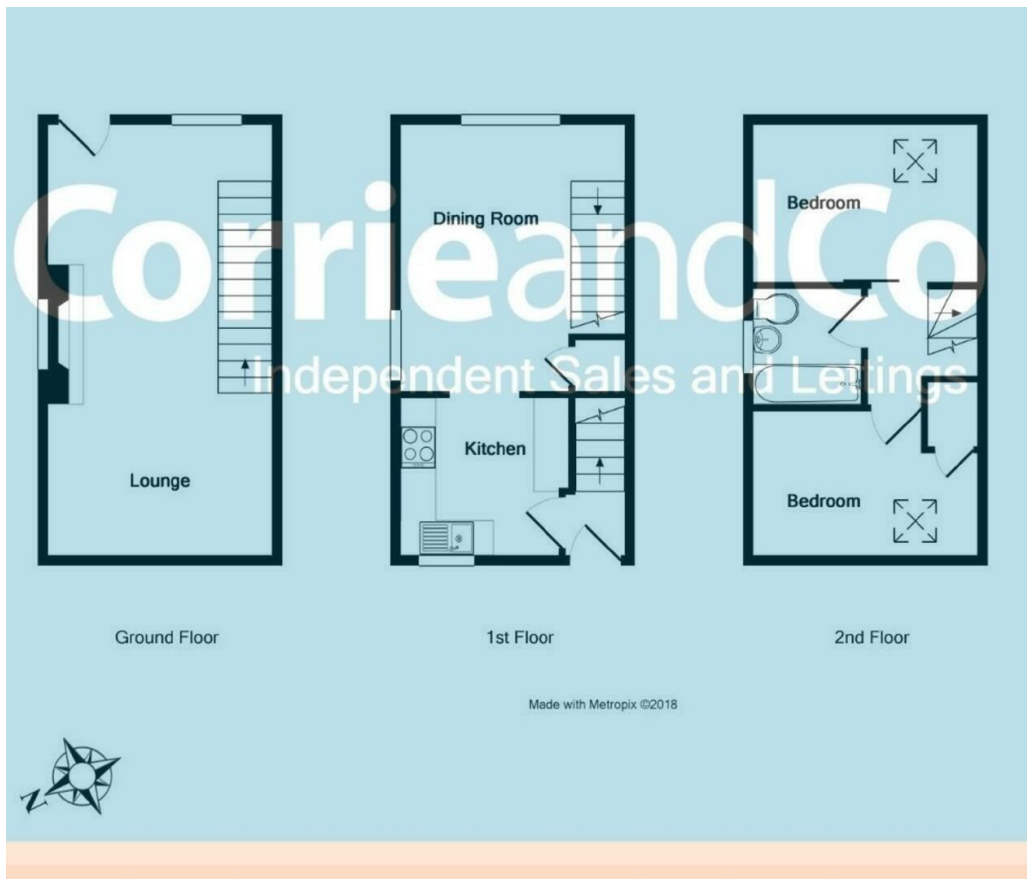 Dining Room
Bedroom
CorrieandCo
Independent Sales and Lettings
Kitchen
Lounge
Bedroom
Ground Floor
1st Floor
2nd Floor
Made with Metropix ©2018
N